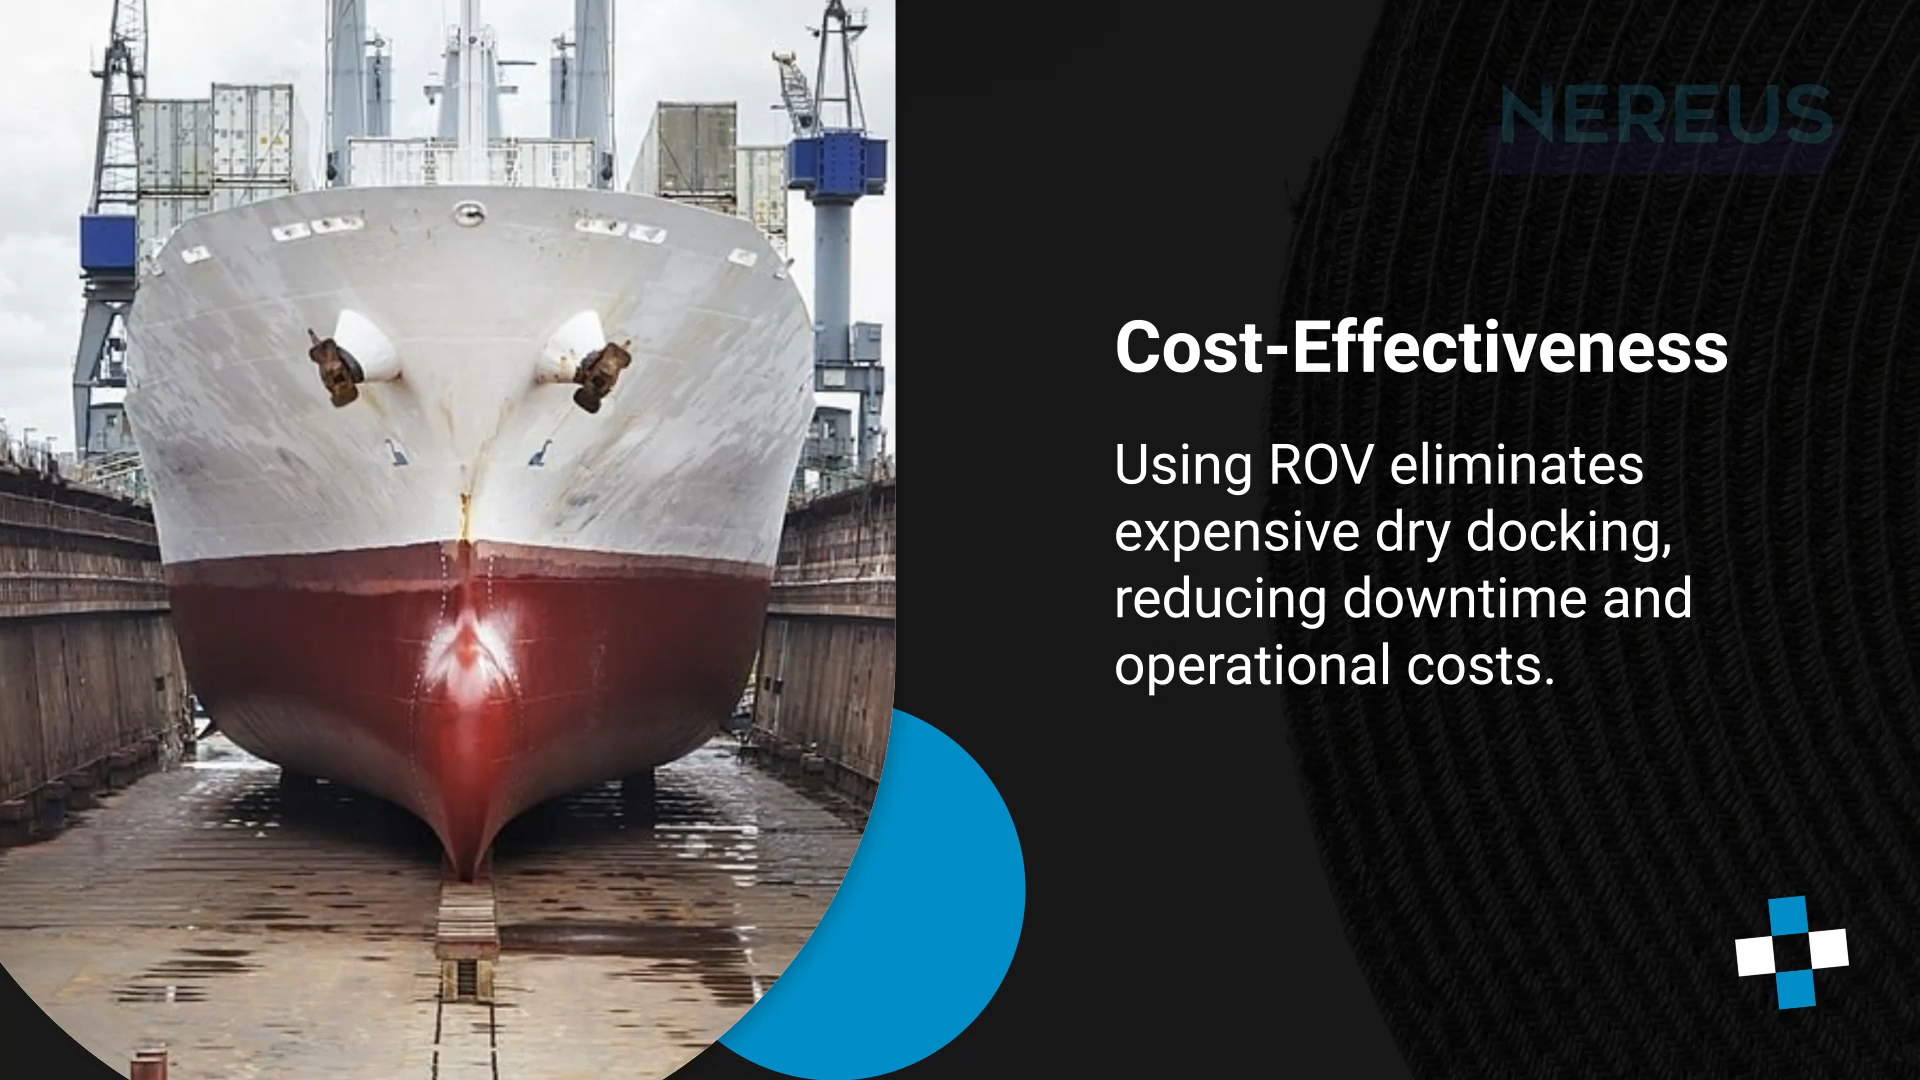 NEREUS
Cost-Effectiveness
Using ROV eliminates
expensive dry docking,
reducing downtime and
operational costs.